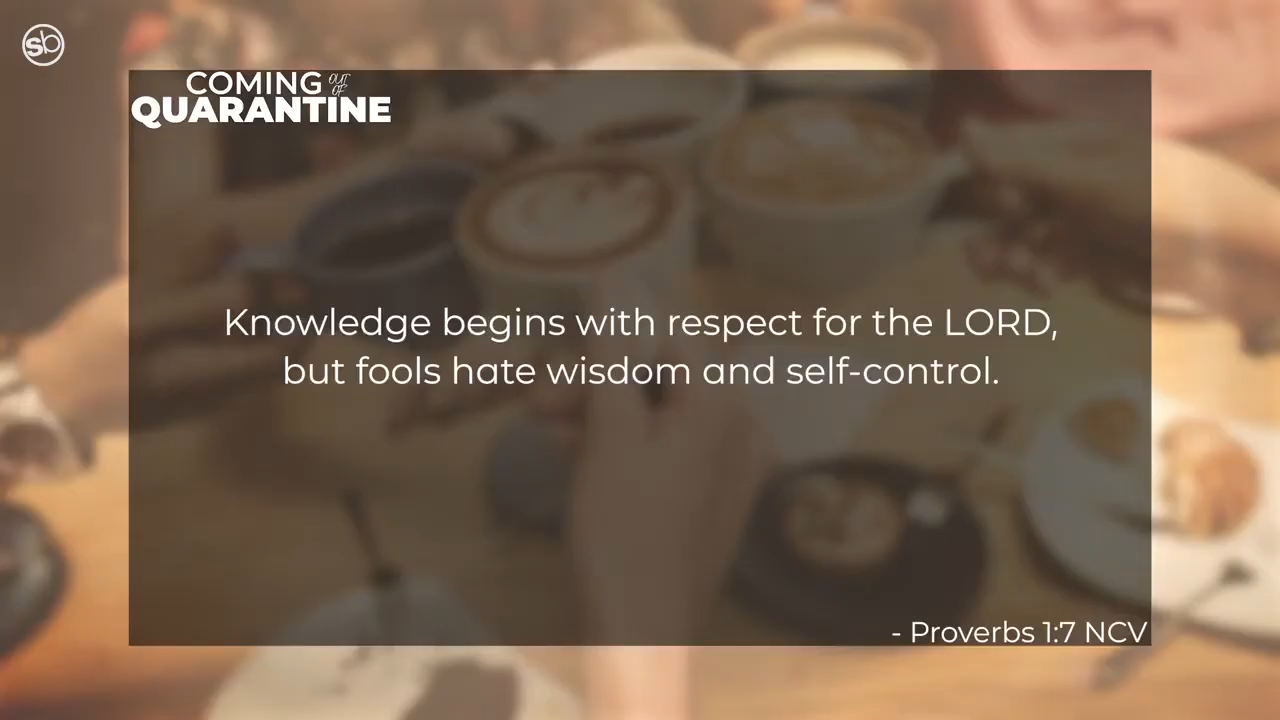 sb
COMING OUT OF
QUARANTINE
Knowledge begins with respect for the LORD,
but fools hate wisdom and self-control.
- Proverbs 1:7 NCV